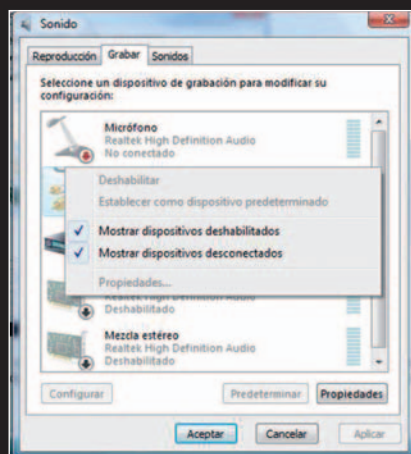 Sonido
Reproducción Grabar Sonidos
Seleccione un dispositivo de grabación para modificar su
configuración:
Micrófono
Realtek High Definition Audio
No conectado
Deshabilitar
Establecer como dispositivo predeterminado
Mostrar dispositivos deshabilitados
Mostrar dispositivos desconectados
Propiedades...
Realtek High Definition Audio
Deshabilitado
Mezcla estéreo
Realtek High Definition Audio
Deshabilitado
Configurar Predeterminar Propiedades
Aceptar Cancelar Aplicar